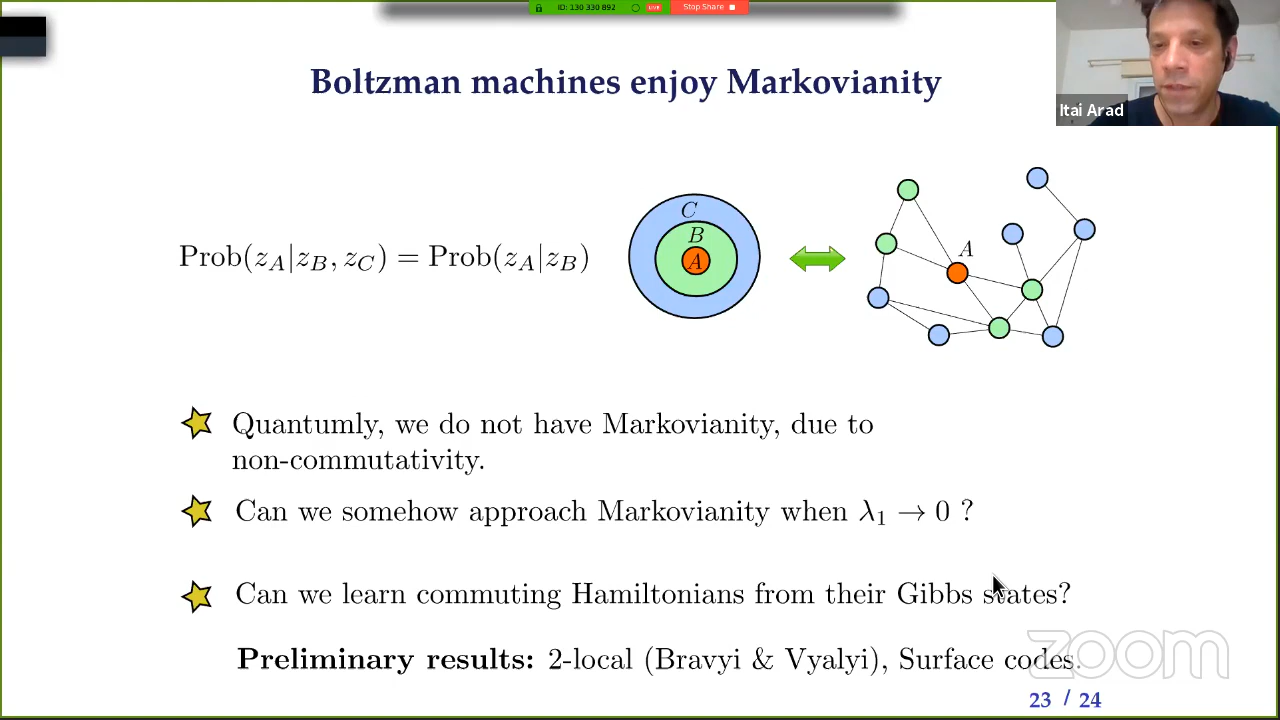 ID: 130 330 892
LIVE
Stop Share
Boltzman machines enjoy Markovianity
Itai Arad
Prob(z_A|z_B, z_C) = Prob(z_A|z_B)
C
B
A
A
Quantumly, we do not have Markovianity, due to
non-commutativity.
Can we somehow approach Markovianity when λ₁ → 0 ?
Can we learn commuting Hamiltonians from their Gibbs states?
Preliminary results: 2-local (Bravyi & Vyalyi), Surface codes.
zoom
23 / 24